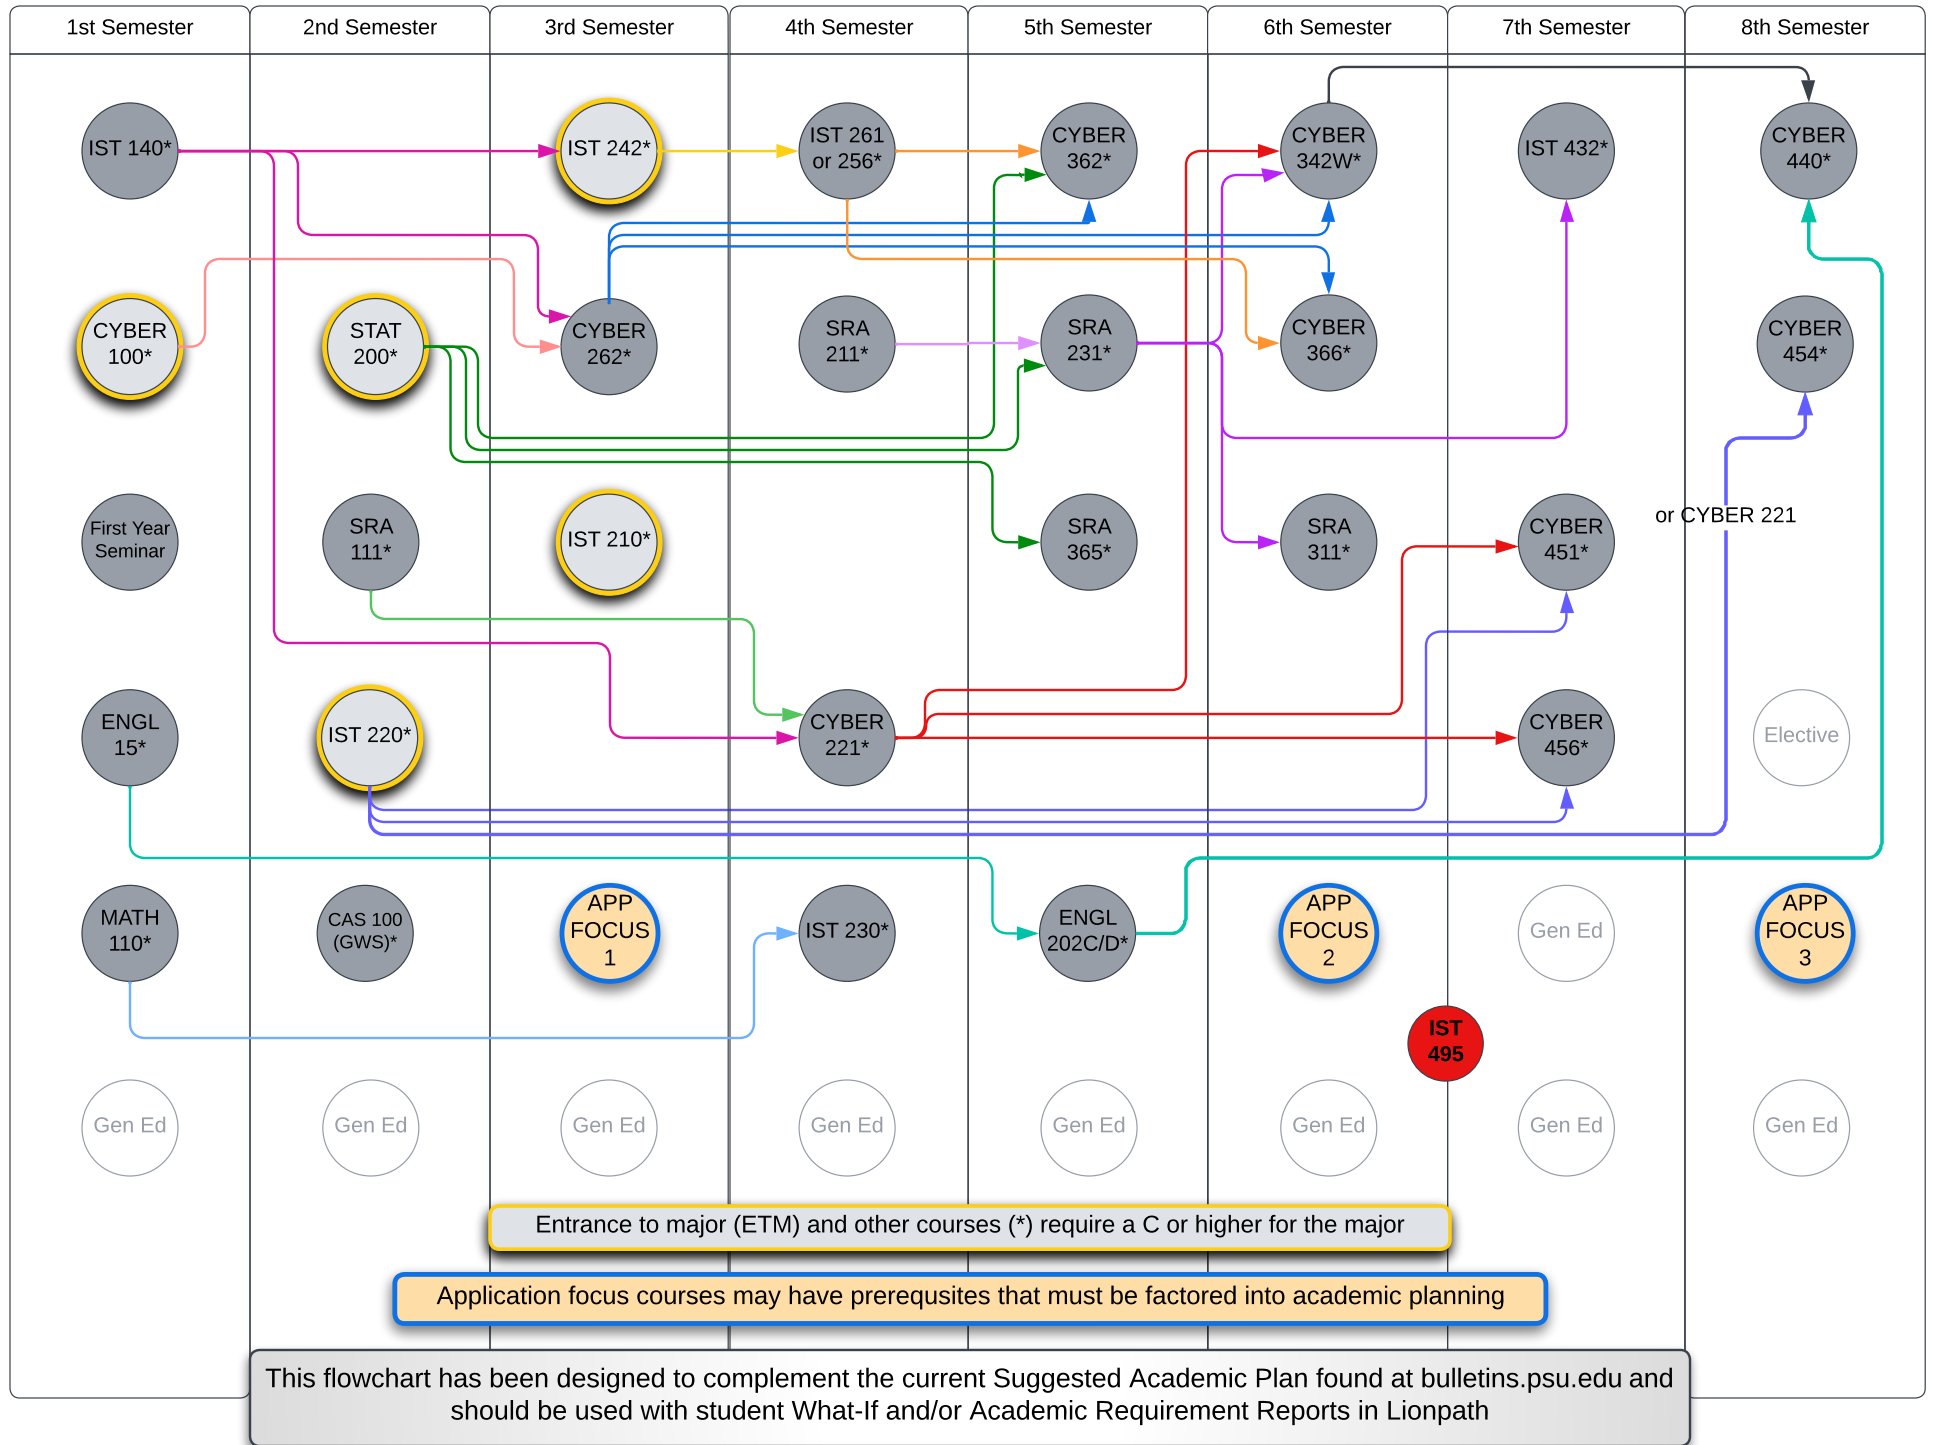 1st Semester
2nd Semester
3rd Semester
4th Semester
5th Semester
6th Semester
7th Semester
8th Semester
IST 140*
IST 242*
IST 261
or 256*
CYBER
362*
CYBER
342W*
IST 432*
CYBER
440*
CYBER
100*
STAT
200*
CYBER
262*
SRA
211*
SRA
231*
CYBER
366*
CYBER
454*
First Year
Seminar
SRA
111*
IST 210*
SRA
365*
SRA
311*
CYBER
451*
or CYBER 221
ENGL
15*
IST 220*
CYBER
221*
CYBER
456*
Elective
MATH
110*
CAS 100
(GWS)*
APP
FOCUS
1
IST 230*
ENGL
202C/D*
APP
FOCUS
2
Gen Ed
APP
FOCUS
3
IST
495
Gen Ed
Gen Ed
Gen Ed
Gen Ed
Gen Ed
Gen Ed
Gen Ed
Gen Ed
Entrance to major (ETM) and other courses (*) require a C or higher for the major
Application focus courses may have prerequsites that must be factored into academic planning
This flowchart has been designed to complement the current Suggested Academic Plan found at bulletins.psu.edu and
should be used with student What-If and/or Academic Requirement Reports in Lionpath